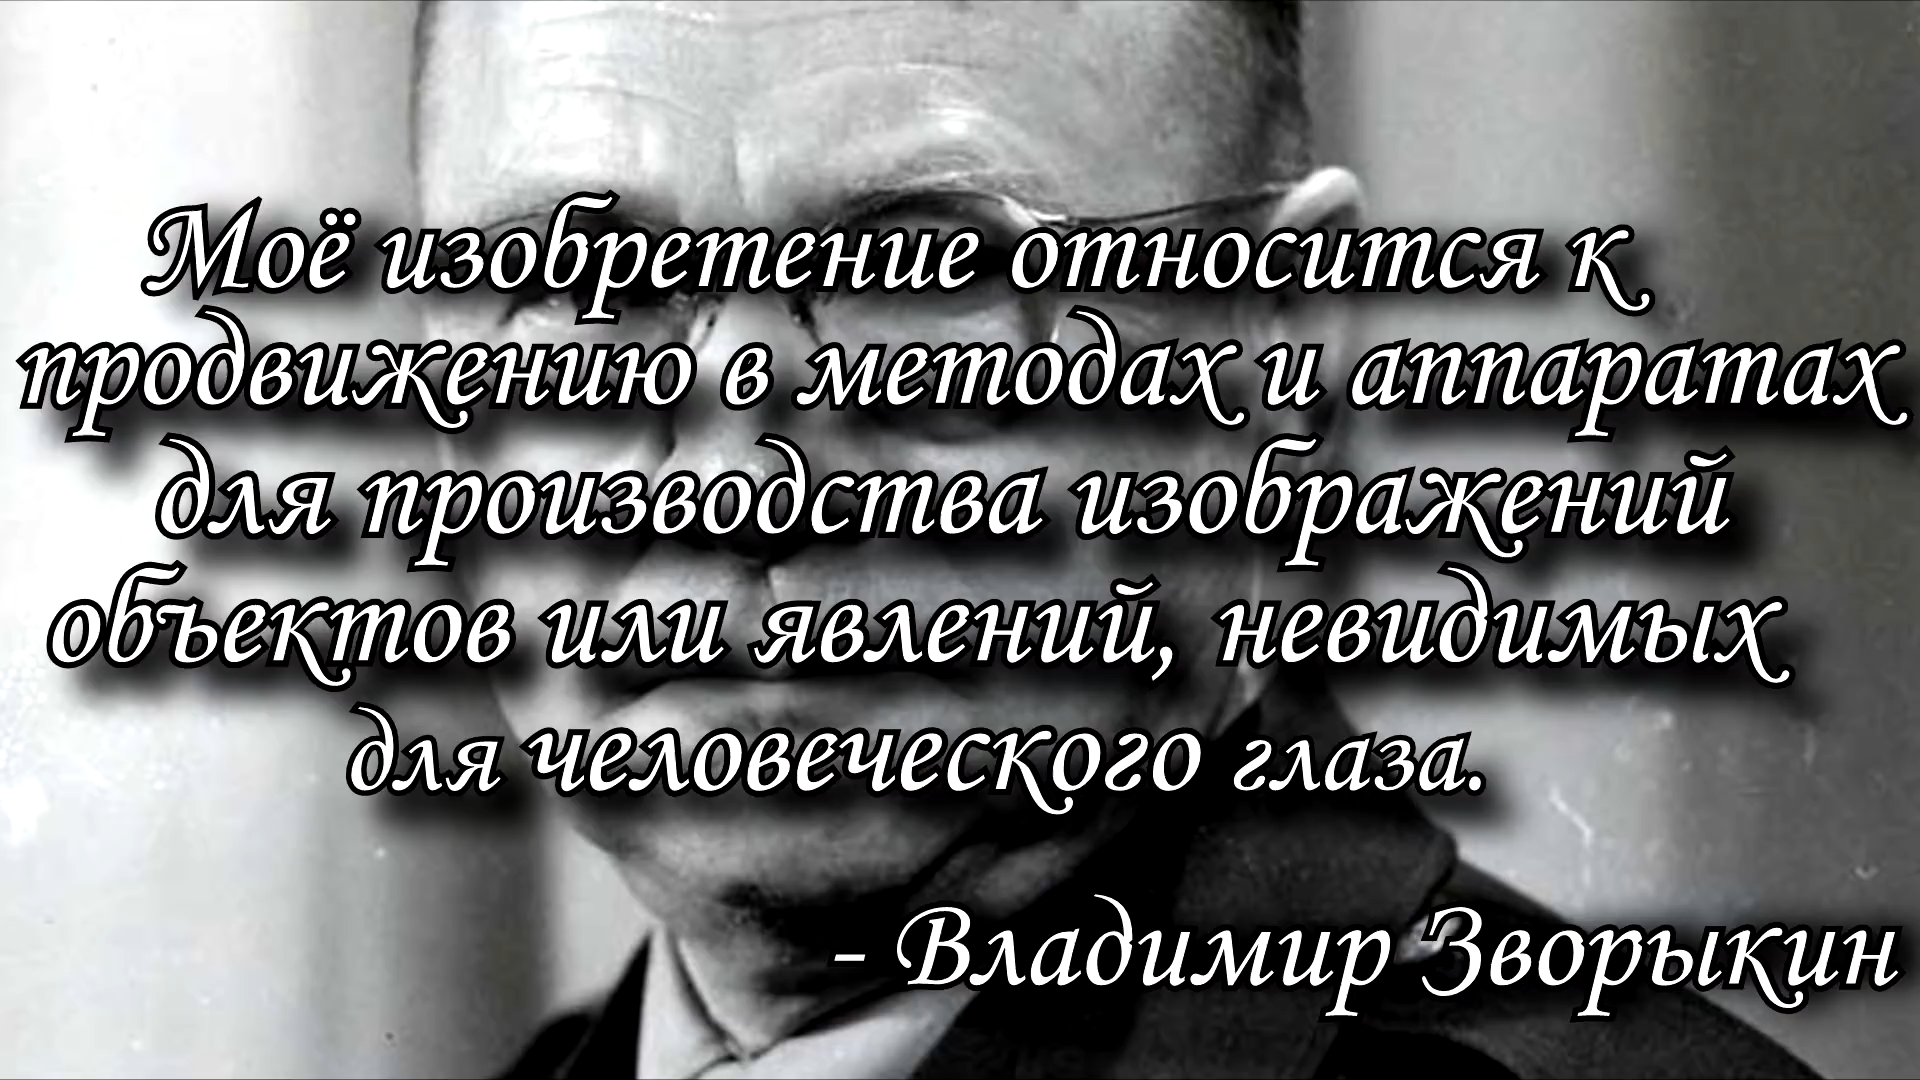 Моё изобретение относится к
продвижению в методах и аппаратах
для производства изображений
объектов или явлений, невидимых
для человеческого глаза.
- Владимир Зворыкин